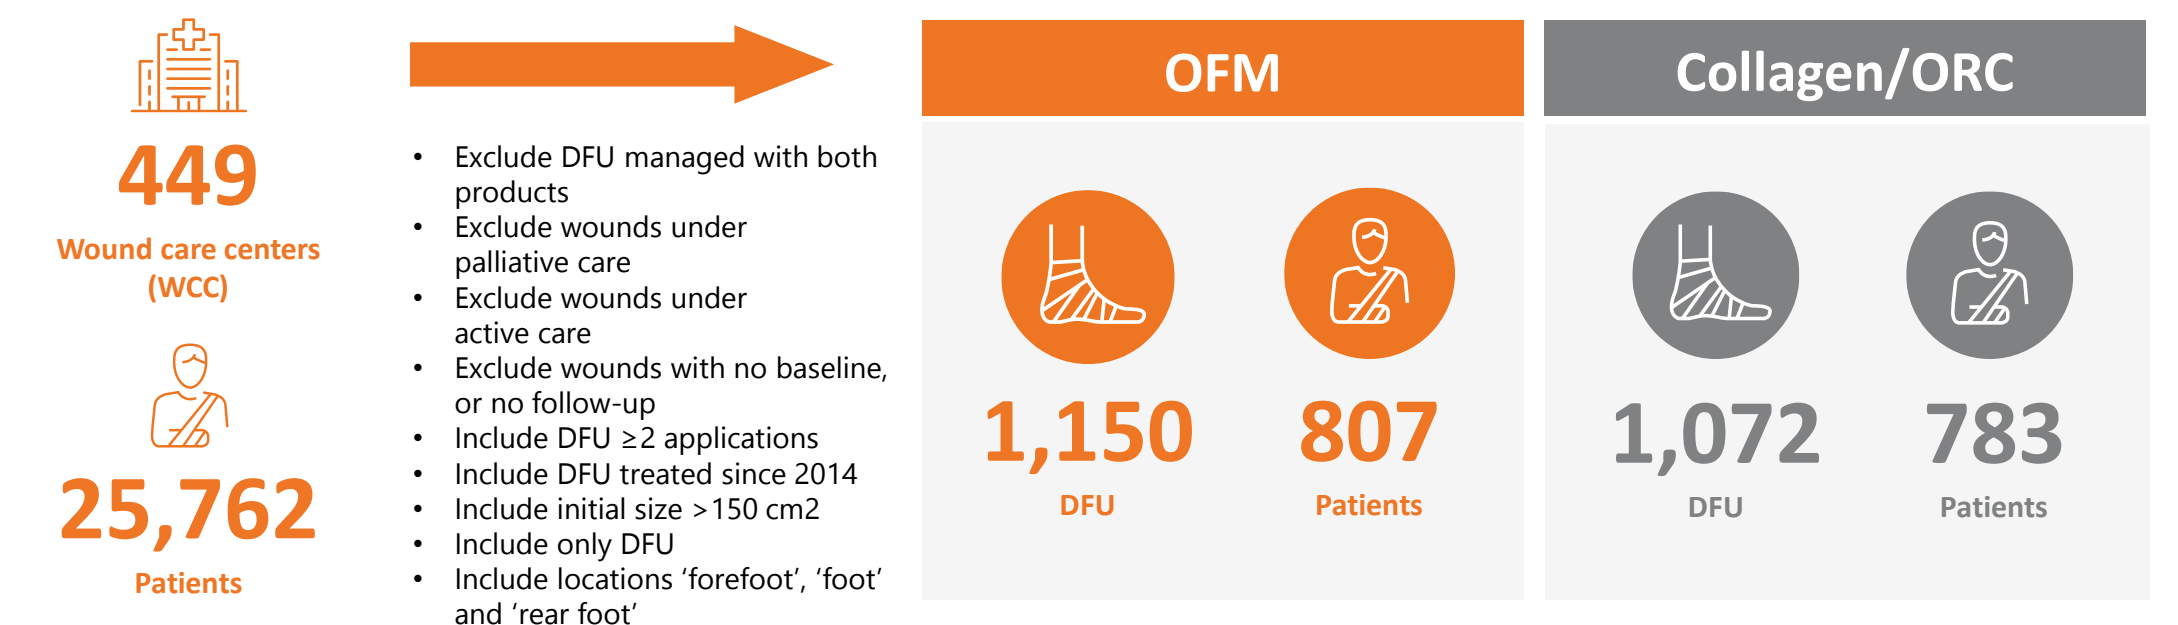 449
Wound care centers
(WCC)
25,762
Patients
• Exclude DFU managed with both
products
• Exclude wounds under
palliative care
• Exclude wounds under
active care
• Exclude wounds with no baseline,
or no follow-up
• Include DFU ≥2 applications
• Include DFU treated since 2014
• Include initial size >150 cm2
• Include only DFU
• Include locations ‘forefoot’, ‘foot’
and ‘rear foot’
OFM
1,150
DFU
807
Patients
Collagen/ORC
1,072
DFU
783
Patients